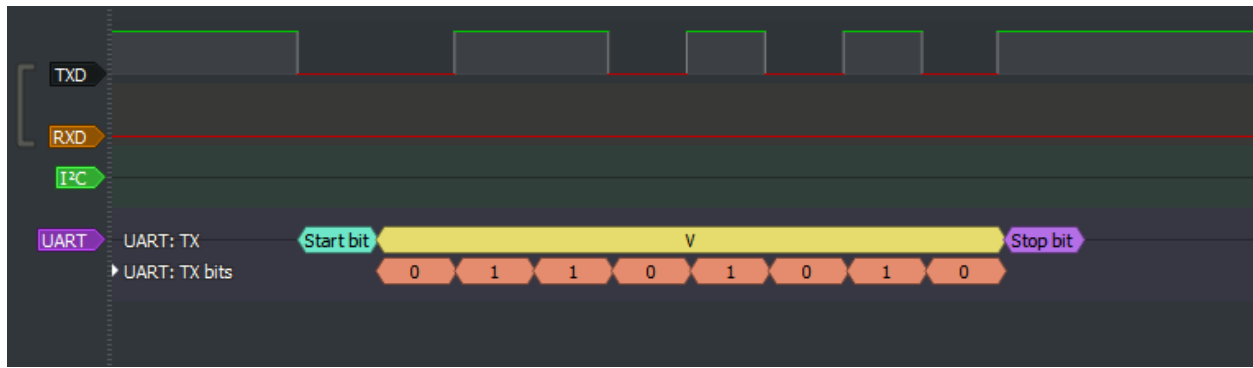 TXD
RXD
I²C
UART UART: TX Start bit V Stop bit
UART: TX bits 0 1 1 0 1 0 1 0